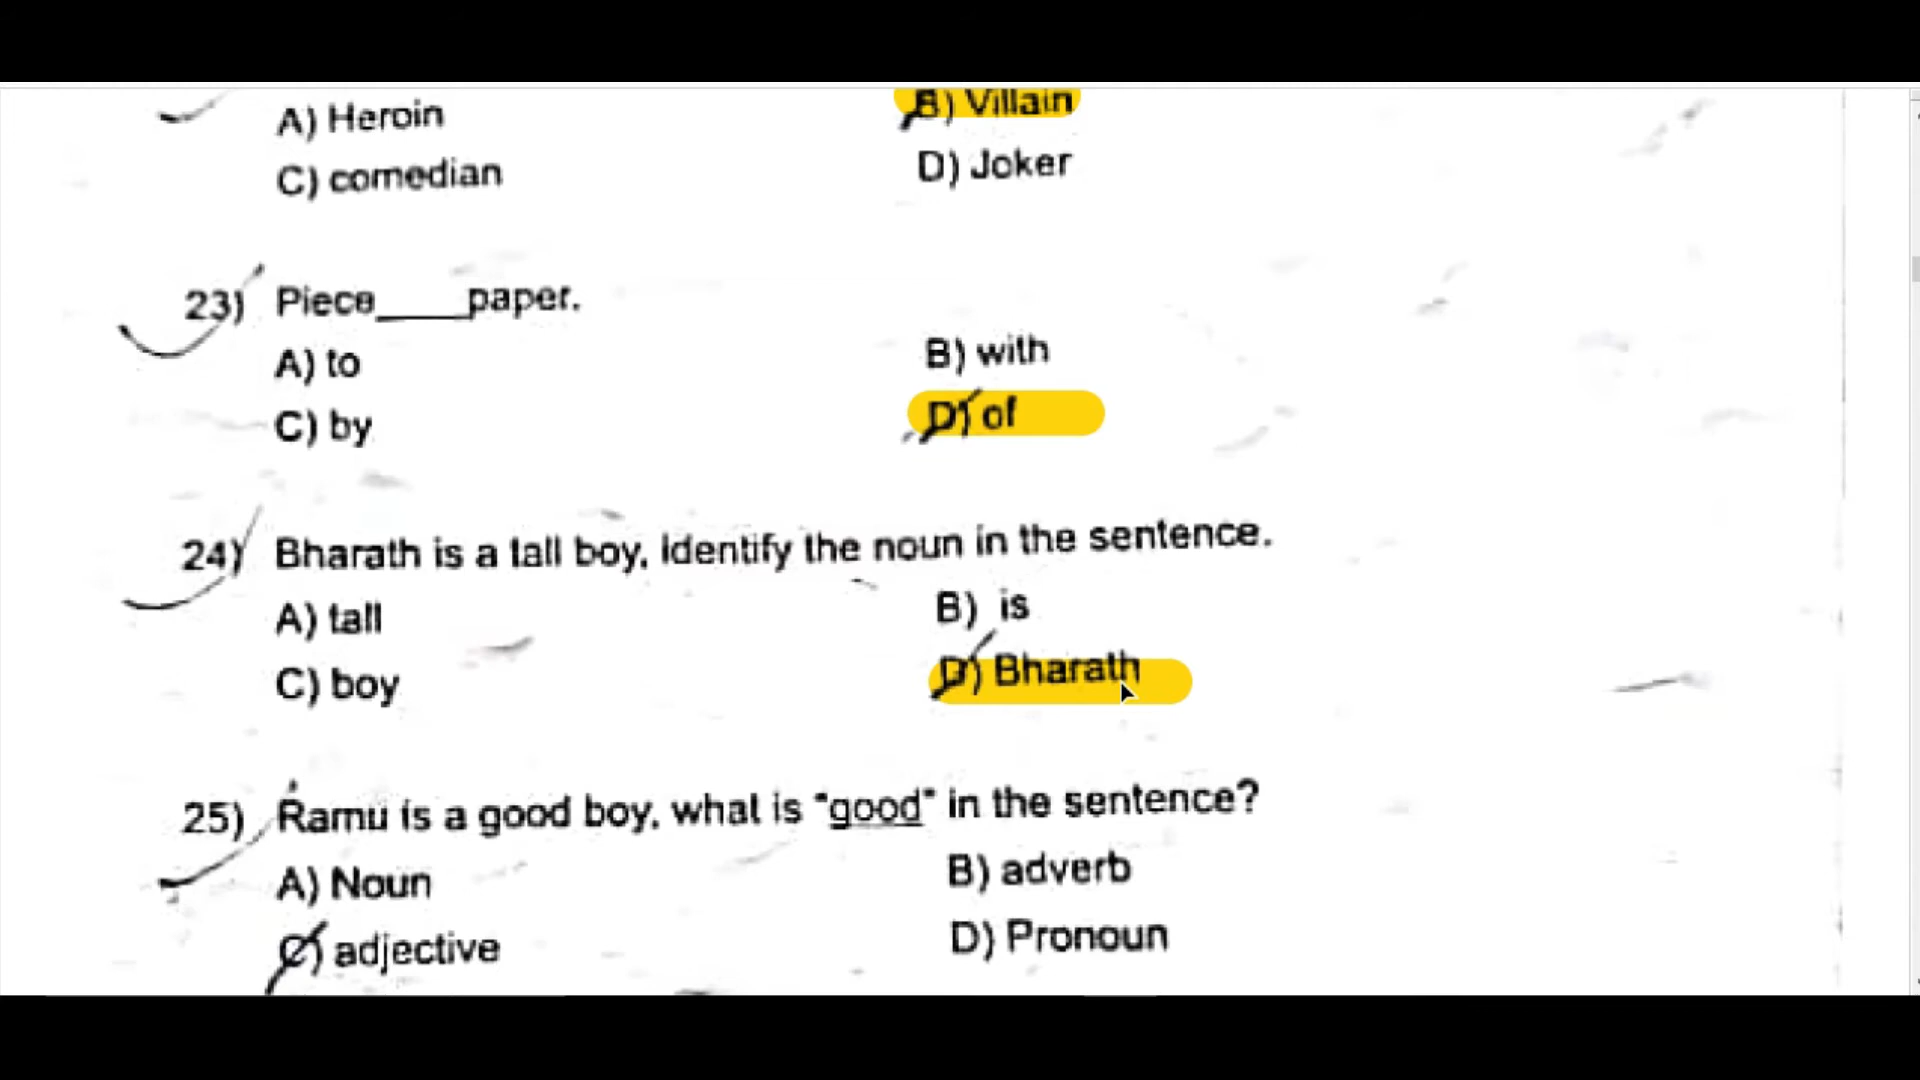 A) Heroin B) Villain
C) comedian D) Joker
23) Piece____paper.
A) to B) with
C) by D) of
24) Bharath is a tall boy, identify the noun in the sentence.
A) tall B) is
C) boy D) Bharath
25) Ramu is a good boy, what is "good" in the sentence?
A) Noun B) adverb
C) adjective D) Pronoun